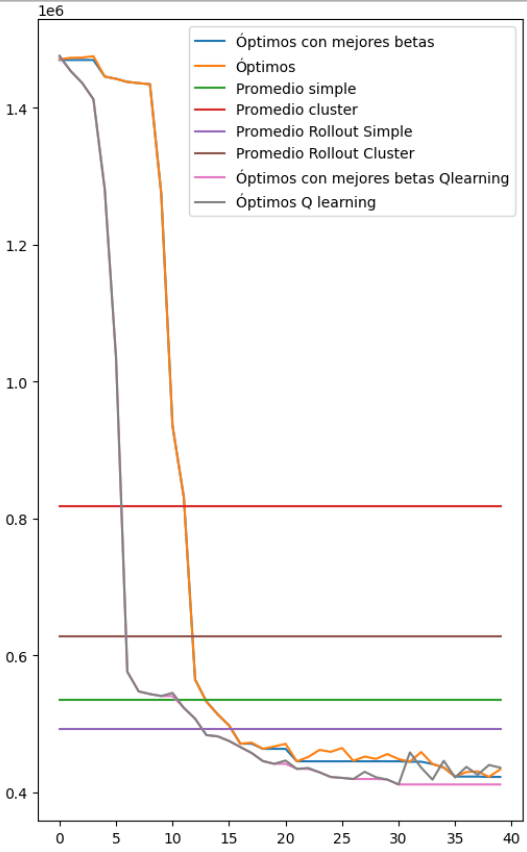 1e6
Óptimos con mejores betas
Óptimos
Promedio simple
Promedio cluster
Promedio Rollout Simple
Promedio Rollout Cluster
Óptimos con mejores betas Qlearning
Óptimos Q learning
1.4
1.2
1.0
0.8
0.6
0.4
0 5 10 15 20 25 30 35 40